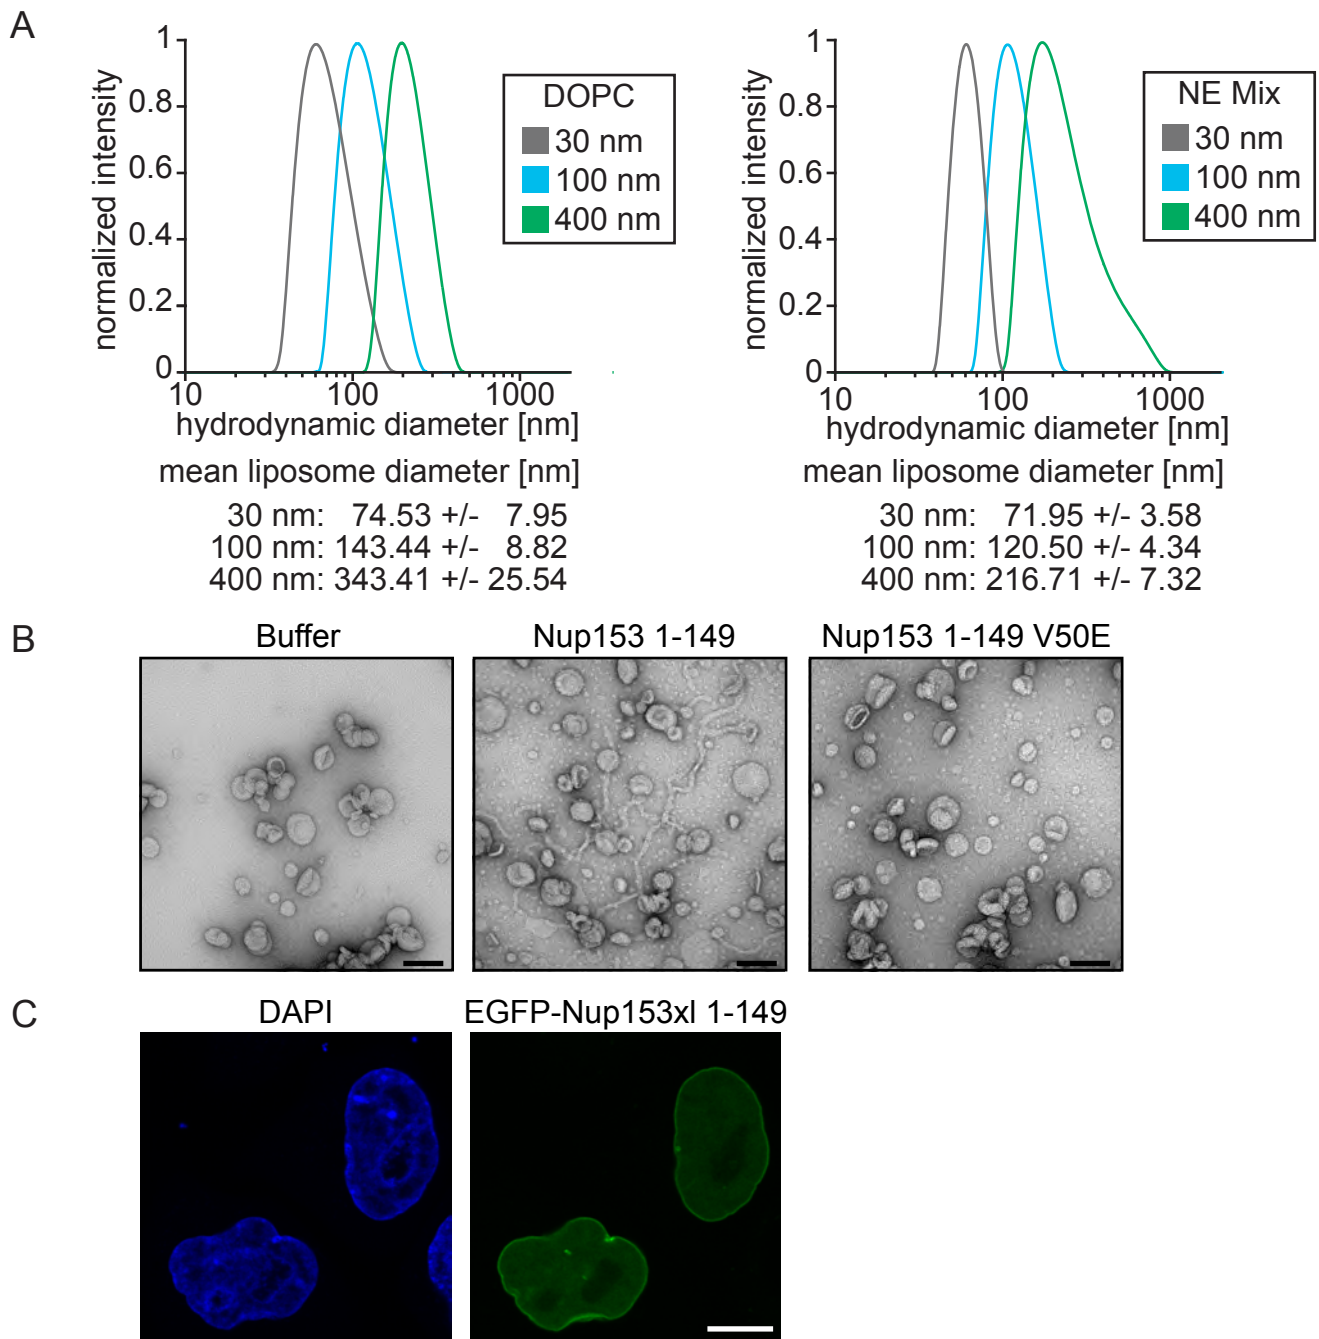 A
1
0.8
0.6
0.4
0.2
0
normalized intensity
10
100
1000
hydrodynamic diameter [nm]
DOPC
30 nm
100 nm
400 nm
mean liposome diameter [nm]
30 nm: 74.53 +/- 7.95
100 nm: 143.44 +/- 8.82
400 nm: 343.41 +/- 25.54
1
0.8
0.6
0.4
0.2
0
normalized intensity
10
100
1000
hydrodynamic diameter [nm]
NE Mix
30 nm
100 nm
400 nm
mean liposome diameter [nm]
30 nm: 71.95 +/- 3.58
100 nm: 120.50 +/- 4.34
400 nm: 216.71 +/- 7.32
B
Buffer
Nup153 1-149
Nup153 1-149 V50E
C
DAPI
EGFP-Nup153xl 1-149